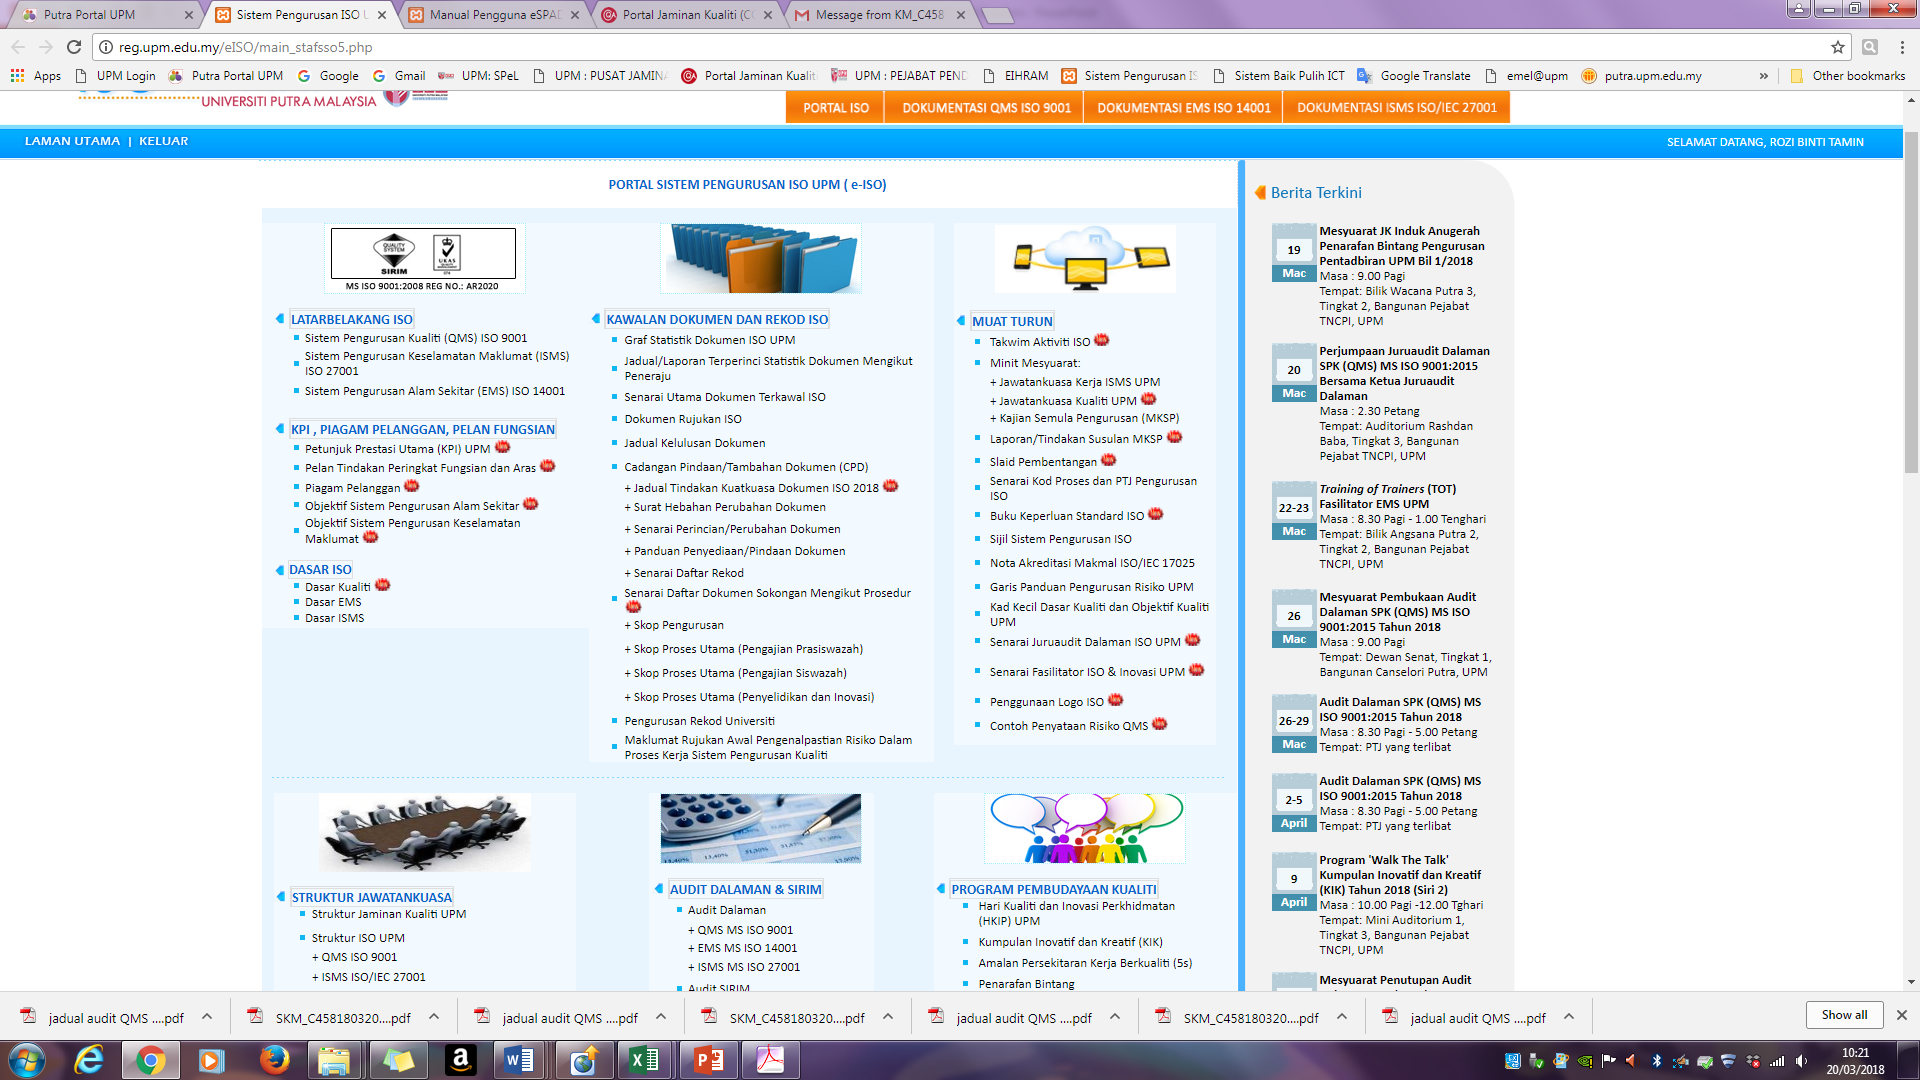 Putra Portal UPM
Sistem Pengurusan ISO U
Manual Pengguna eSPAD
Portal Jaminan Kualiti (CQ
Message from KM_C458
reg.upm.edu.my/eISO/main_stafsso5.php
Apps
UPM Login
Putra Portal UPM
Google
Gmail
UPM: SPeL
UPM : PUSAT JAMINA
Portal Jaminan Kualiti
UPM : PEJABAT PEND
EIHRAM
Sistem Pengurusan IS
Sistem Baik Pulih ICT
Google Translate
emel@upm
putra.upm.edu.my
»
Other bookmarks
UNIVERSITI PUTRA MALAYSIA
PORTAL ISO
DOKUMENTASI QMS ISO 9001
DOKUMENTASI EMS ISO 14001
DOKUMENTASI ISMS ISO/IEC 27001
LAMAN UTAMA | KELUAR
SELAMAT DATANG, ROZI BINTI TAMIN
PORTAL SISTEM PENGURUSAN ISO UPM ( e-ISO)
QUALITY SYSTEM
SIRIM
UKAS
MS ISO 9001:2008 REG NO.: AR2020
LATARBELAKANG ISO
Sistem Pengurusan Kualiti (QMS) ISO 9001
Sistem Pengurusan Keselamatan Maklumat (ISMS)
ISO 27001
Sistem Pengurusan Alam Sekitar (EMS) ISO 14001
KPI , PIAGAM PELANGGAN, PELAN FUNGSIAN
Petunjuk Prestasi Utama (KPI) UPM
Pelan Tindakan Peringkat Fungsian dan Aras
Piagam Pelanggan
Objektif Sistem Pengurusan Alam Sekitar
Objektif Sistem Pengurusan Keselamatan
Maklumat
DASAR ISO
Dasar Kualiti
Dasar EMS
Dasar ISMS
KAWALAN DOKUMEN DAN REKOD ISO
Graf Statistik Dokumen ISO UPM
Jadual/Laporan Terperinci Statistik Dokumen Mengikut
Peneraju
Senarai Utama Dokumen Terkawal ISO
Dokumen Rujukan ISO
Jadual Kelulusan Dokumen
Cadangan Pindaan/Tambahan Dokumen (CPD)
+ Jadual Tindakan Kuatkuasa Dokumen ISO 2018
+ Surat Hebahan Perubahan Dokumen
+ Senarai Perincian/Perubahan Dokumen
+ Panduan Penyediaan/Pindaan Dokumen
+ Senarai Daftar Rekod
Senarai Daftar Dokumen Sokongan Mengikut Prosedur
+ Skop Pengurusan
+ Skop Proses Utama (Pengajian Prasiswazah)
+ Skop Proses Utama (Pengajian Siswazah)
+ Skop Proses Utama (Penyelidikan dan Inovasi)
Pengurusan Rekod Universiti
Maklumat Rujukan Awal Pengenalpastian Risiko Dalam
Proses Kerja Sistem Pengurusan Kualiti
MUAT TURUN
Takwim Aktiviti ISO
Minit Mesyuarat:
+ Jawatankuasa Kerja ISMS UPM
+ Jawatankuasa Kualiti UPM
+ Kajian Semula Pengurusan (MKSP)
Laporan/Tindakan Susulan MKSP
Slaid Pembentangan
Senarai Kod Proses dan PTJ Pengurusan
ISO
Buku Keperluan Standard ISO
Sijil Sistem Pengurusan ISO
Nota Akreditasi Makmal ISO/IEC 17025
Garis Panduan Pengurusan Risiko UPM
Kad Kecil Dasar Kualiti dan Objektif Kualiti
UPM
Senarai Juruaudit Dalaman ISO UPM
Senarai Fasilitator ISO & Inovasi UPM
Penggunaan Logo ISO
Contoh Penyataan Risiko QMS
STRUKTUR JAWATANKUASA
Struktur Jaminan Kualiti UPM
Struktur ISO UPM
+ QMS ISO 9001
+ ISMS ISO/IEC 27001
AUDIT DALAMAN & SIRIM
Audit Dalaman
+ QMS MS ISO 9001
+ EMS MS ISO 14001
+ ISMS MS ISO 27001
Audit SIRIM
PROGRAM PEMBUDAYAAN KUALITI
Hari Kualiti dan Inovasi Perkhidmatan
(HKIP) UPM
Kumpulan Inovatif dan Kreatif (KIK)
Amalan Persekitaran Kerja Berkualiti (5s)
Penarafan Bintang
Berita Terkini
19
Mac
Mesyuarat JK Induk Anugerah
Penarafan Bintang Pengurusan
Pentadbiran UPM Bil 1/2018
Masa : 9.00 Pagi
Tempat: Bilik Wacana Putra 3,
Tingkat 2, Bangunan Pejabat
TNCPI, UPM
20
Mac
Perjumpaan Juruaudit Dalaman
SPK (QMS) MS ISO 9001:2015
Bersama Ketua Juruaudit
Dalaman
Masa : 2.30 Petang
Tempat: Auditorium Rashdan
Baba, Tingkat 3, Bangunan
Pejabat TNCPI, UPM
22-23
Mac
Training of Trainers (TOT)
Fasilitator EMS UPM
Masa : 8.30 Pagi - 1.00 Tenghari
Tempat: Bilik Angsana Putra 2,
Tingkat 2, Bangunan Pejabat
TNCPI, UPM
26
Mac
Mesyuarat Pembukaan Audit
Dalaman SPK (QMS) MS ISO
9001:2015 Tahun 2018
Masa : 9.00 Pagi
Tempat: Dewan Senat, Tingkat 1,
Bangunan Canselori Putra, UPM
26-29
Mac
Audit Dalaman SPK (QMS) MS
ISO 9001:2015 Tahun 2018
Masa : 8.30 Pagi - 5.00 Petang
Tempat: PTJ yang terlibat
2-5
April
Audit Dalaman SPK (QMS) MS
ISO 9001:2015 Tahun 2018
Masa : 8.30 Pagi - 5.00 Petang
Tempat: PTJ yang terlibat
9
April
Program 'Walk The Talk'
Kumpulan Inovatif dan Kreatif
(KIK) Tahun 2018 (Siri 2)
Masa : 10.00 Pagi -12.00 Tghari
Tempat: Mini Auditorium 1,
Tingkat 3, Bangunan Pejabat
TNCPI, UPM
Mesyuarat Penutupan Audit
jadual audit QMS ....pdf
SKM_C458180320....pdf
jadual audit QMS ....pdf
SKM_C458180320....pdf
jadual audit QMS ....pdf
SKM_C458180320....pdf
jadual audit QMS ....pdf
Show all
10:21
20/03/2018